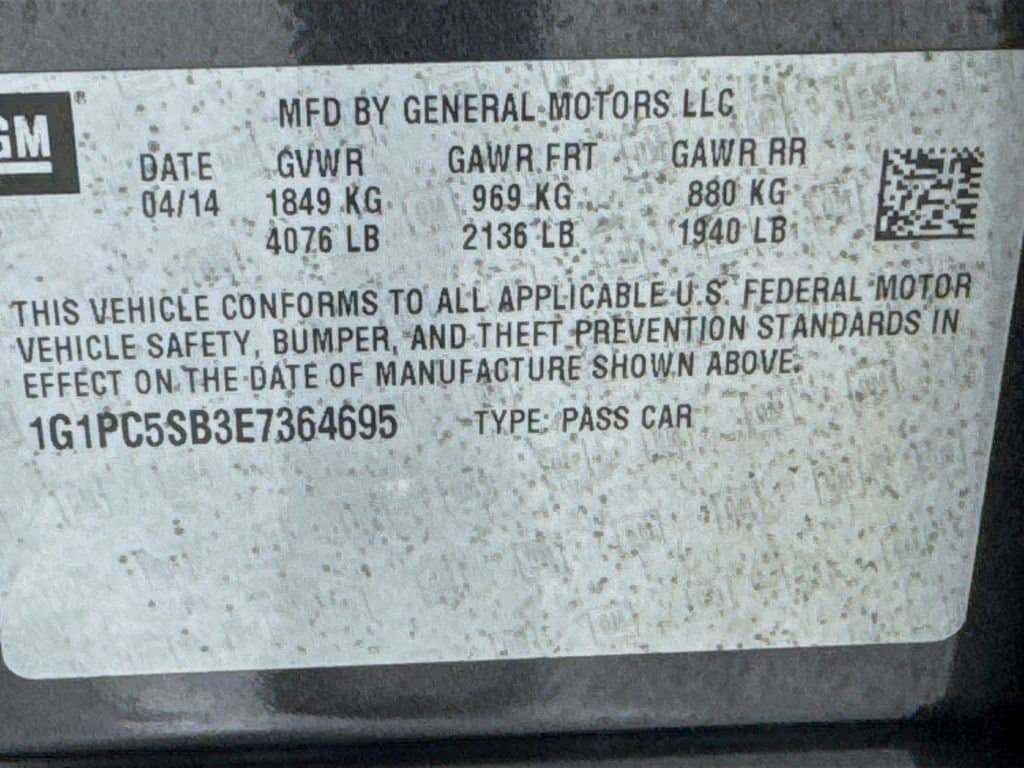 GM
MFD BY GENERAL MOTORS LLC
DATE GVWR GAWR FRT GAWR RR
04/14 1849 KG 969 KG 880 KG
4076 LB 2136 LB 1940 LB
THIS VEHICLE CONFORMS TO ALL APPLICABLE U.S. FEDERAL MOTOR
VEHICLE SAFETY, BUMPER, AND THEFT PREVENTION STANDARDS IN
EFFECT ON THE DATE OF MANUFACTURE SHOWN ABOVE.
1G1PC5SB3E7364695 TYPE: PASS CAR